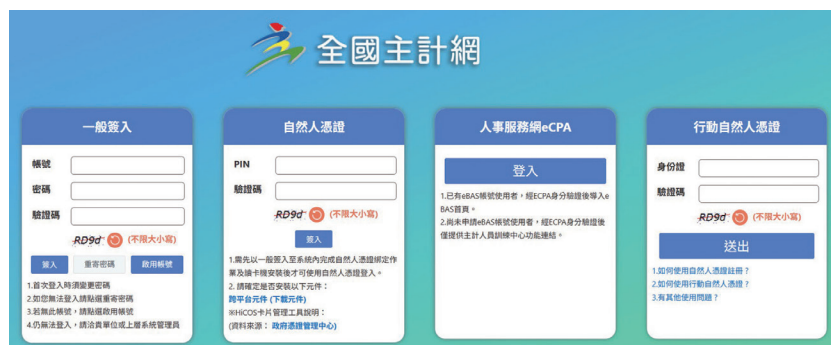 全國主計網
一般簽入
帳號
密碼
驗證碼
RD9d (不限大小寫)
簽入 重寄密碼 啟用帳號
1.首次登入時須變更密碼
2.如您無法登入請點選重寄密碼
3.若無此帳號，請點選啟用帳號
4.仍無法登入，請洽貴單位或上層系統管理員
自然人憑證
PIN
驗證碼
RD9d (不限大小寫)
簽入
1.需先以一般簽入至系統內完成自然人憑證綁定作
業及讀卡機安裝後才可使用自然人憑證登入。
2. 請確定是否安裝以下元件：
跨平台元件 (下載元件)
※HiCOS卡片管理工具說明：
(資料來源： 政府憑證管理中心)
人事服務網eCPA
登入
1.已有eBAS帳號使用者，經ECPA身分驗證後導入e
BAS首頁。
2.尚未申請eBAS帳號使用者，經ECPA身分驗證後
僅提供主計人員訓練中心功能連結。
行動自然人憑證
身份證
驗證碼
RD9d (不限大小寫)
送出
1.如何使用自然人憑證註冊？
2.如何使用行動自然人憑證？
3.有其他使用問題？